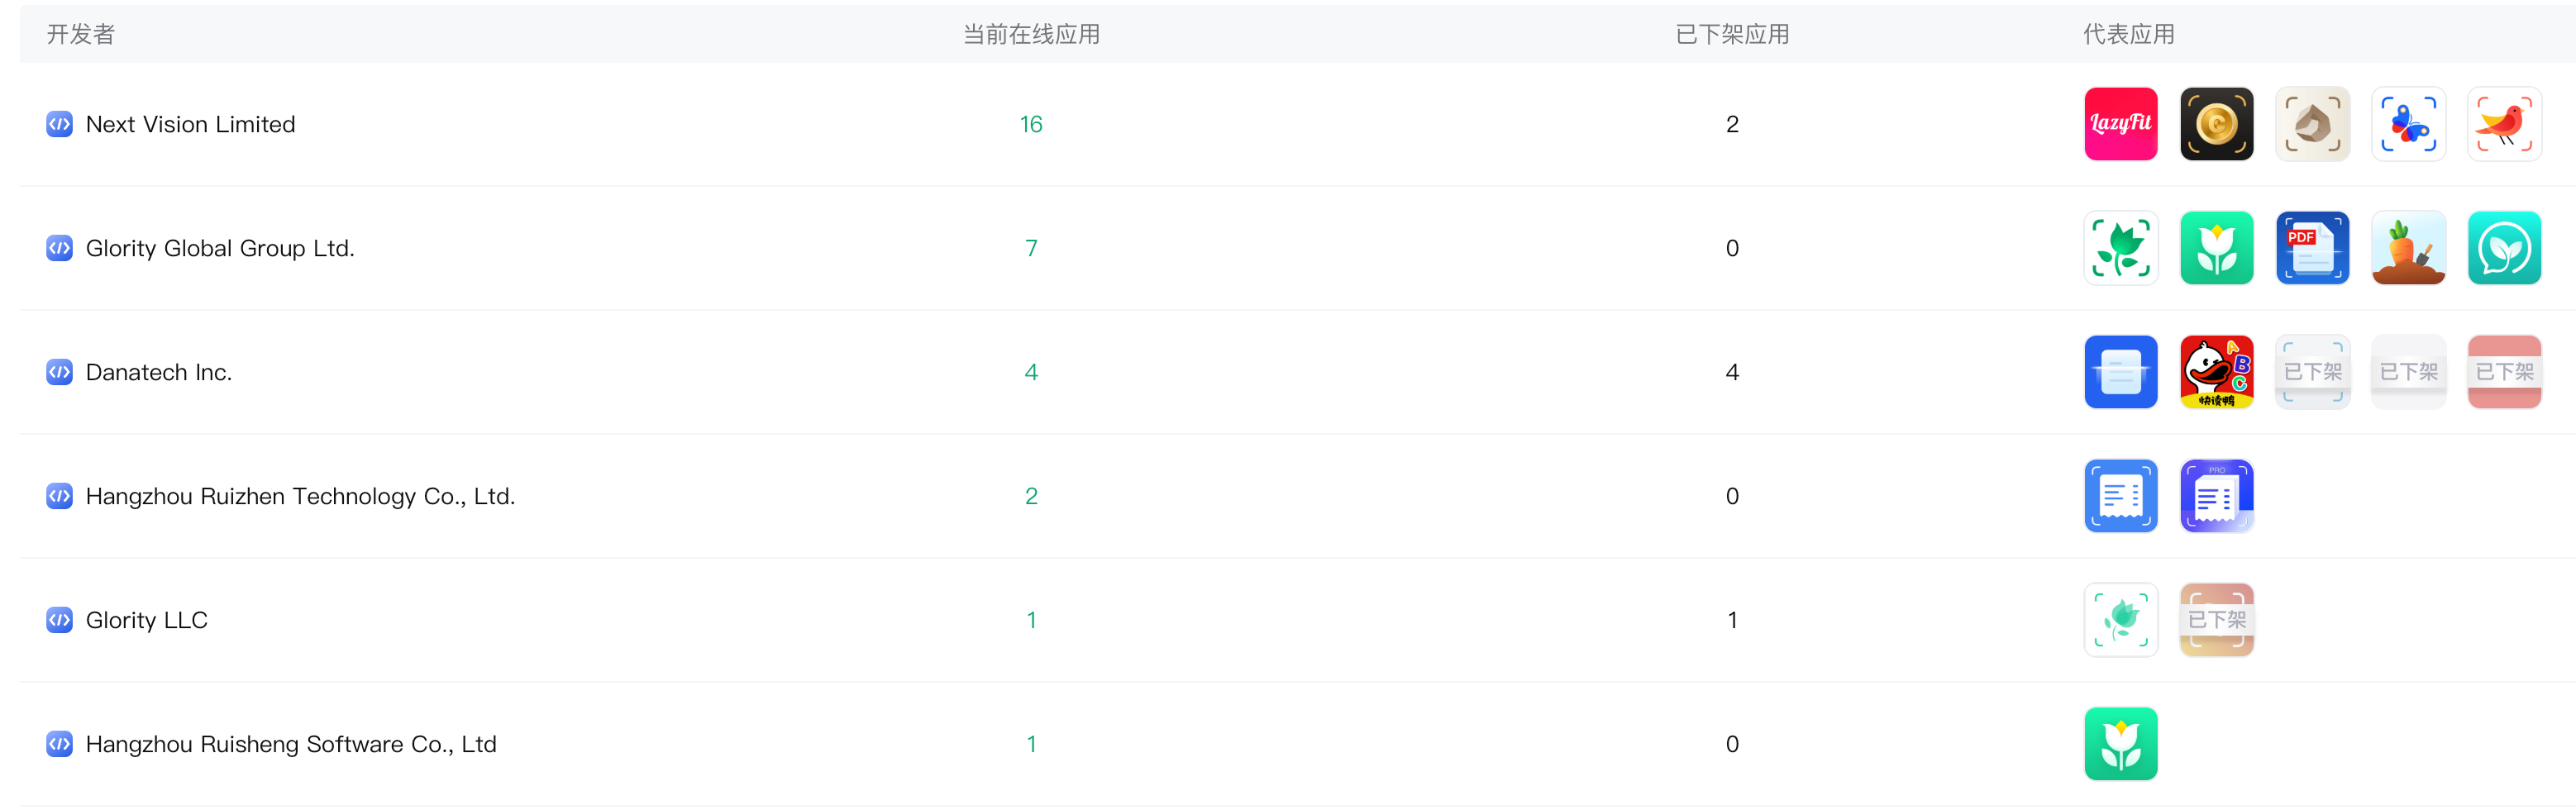 开发者 当前在线应用 已下架应用 代表应用
Next Vision Limited 16 2 LazyFit C
Glority Global Group Ltd. 7 0 PDF
Danatech Inc. 4 4 ABC 快读鸭 已下架 已下架 已下架
Hangzhou Ruizhen Technology Co., Ltd. 2 0 PRO
Glority LLC 1 1 已下架
Hangzhou Ruisheng Software Co., Ltd 1 0